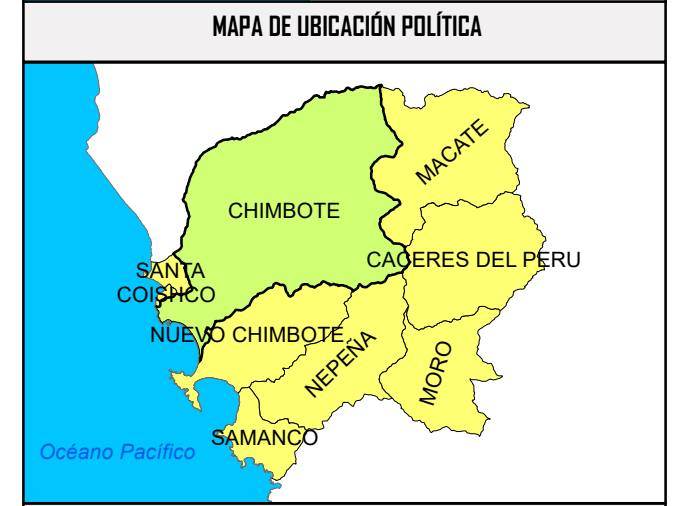 MAPA DE UBICACIÓN POLÍTICA
MACATE
CHIMBOTE
CACERES DEL PERU
SANTA
COISHCO
NUEVO CHIMBOTE
NEPEÑA
MORO
SAMANCO
Océano Pacífico